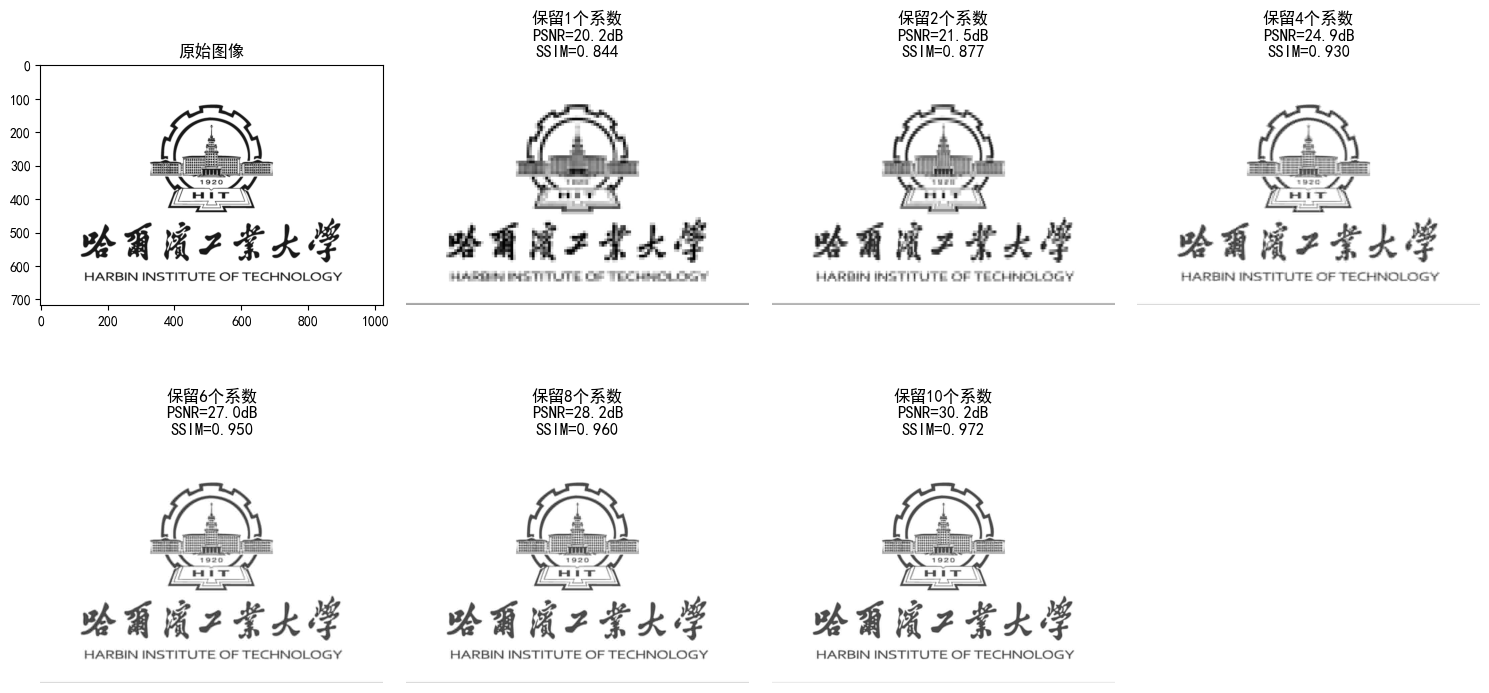 原始图像
0
100
200
300
400
500
600
700
0 200 400 600 800 1000
1920
HIT
哈爾濱工業大學
HARBIN INSTITUTE OF TECHNOLOGY
保留1个系数
PSNR=20.2dB
SSIM=0.844
1920
HIT
哈爾濱工業大學
HARBIN INSTITUTE OF TECHNOLOGY
保留2个系数
PSNR=21.5dB
SSIM=0.877
1920
HIT
哈爾濱工業大學
HARBIN INSTITUTE OF TECHNOLOGY
保留4个系数
PSNR=24.9dB
SSIM=0.930
1920
HIT
哈爾濱工業大學
HARBIN INSTITUTE OF TECHNOLOGY
保留6个系数
PSNR=27.0dB
SSIM=0.950
1920
HIT
哈爾濱工業大學
HARBIN INSTITUTE OF TECHNOLOGY
保留8个系数
PSNR=28.2dB
SSIM=0.960
1920
HIT
哈爾濱工業大學
HARBIN INSTITUTE OF TECHNOLOGY
保留10个系数
PSNR=30.2dB
SSIM=0.972
1920
HIT
哈爾濱工業大學
HARBIN INSTITUTE OF TECHNOLOGY